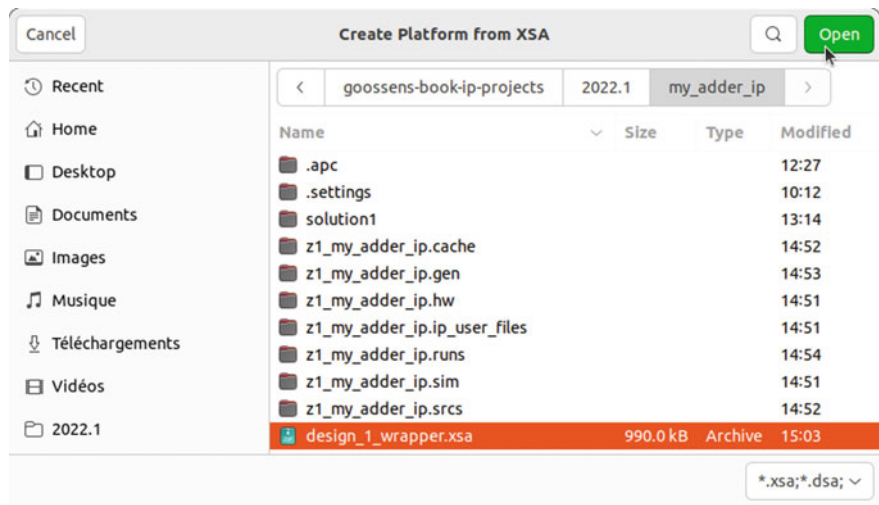 Cancel Create Platform from XSA Open
Recent
Home
Desktop
Documents
Images
Musique
Téléchargements
Vidéos
2022.1
goossens-book-ip-projects 2022.1 my_adder_ip
Name Size Type Modified
.apc 12:27
.settings 10:12
solution1 13:14
z1_my_adder_ip.cache 14:52
z1_my_adder_ip.gen 14:53
z1_my_adder_ip.hw 14:51
z1_my_adder_ip.ip_user_files 14:51
z1_my_adder_ip.runs 14:54
z1_my_adder_ip.sim 14:51
z1_my_adder_ip.srcs 14:52
design_1_wrapper.xsa 990.0 kB Archive 15:03
*.xsa;*.dsa;